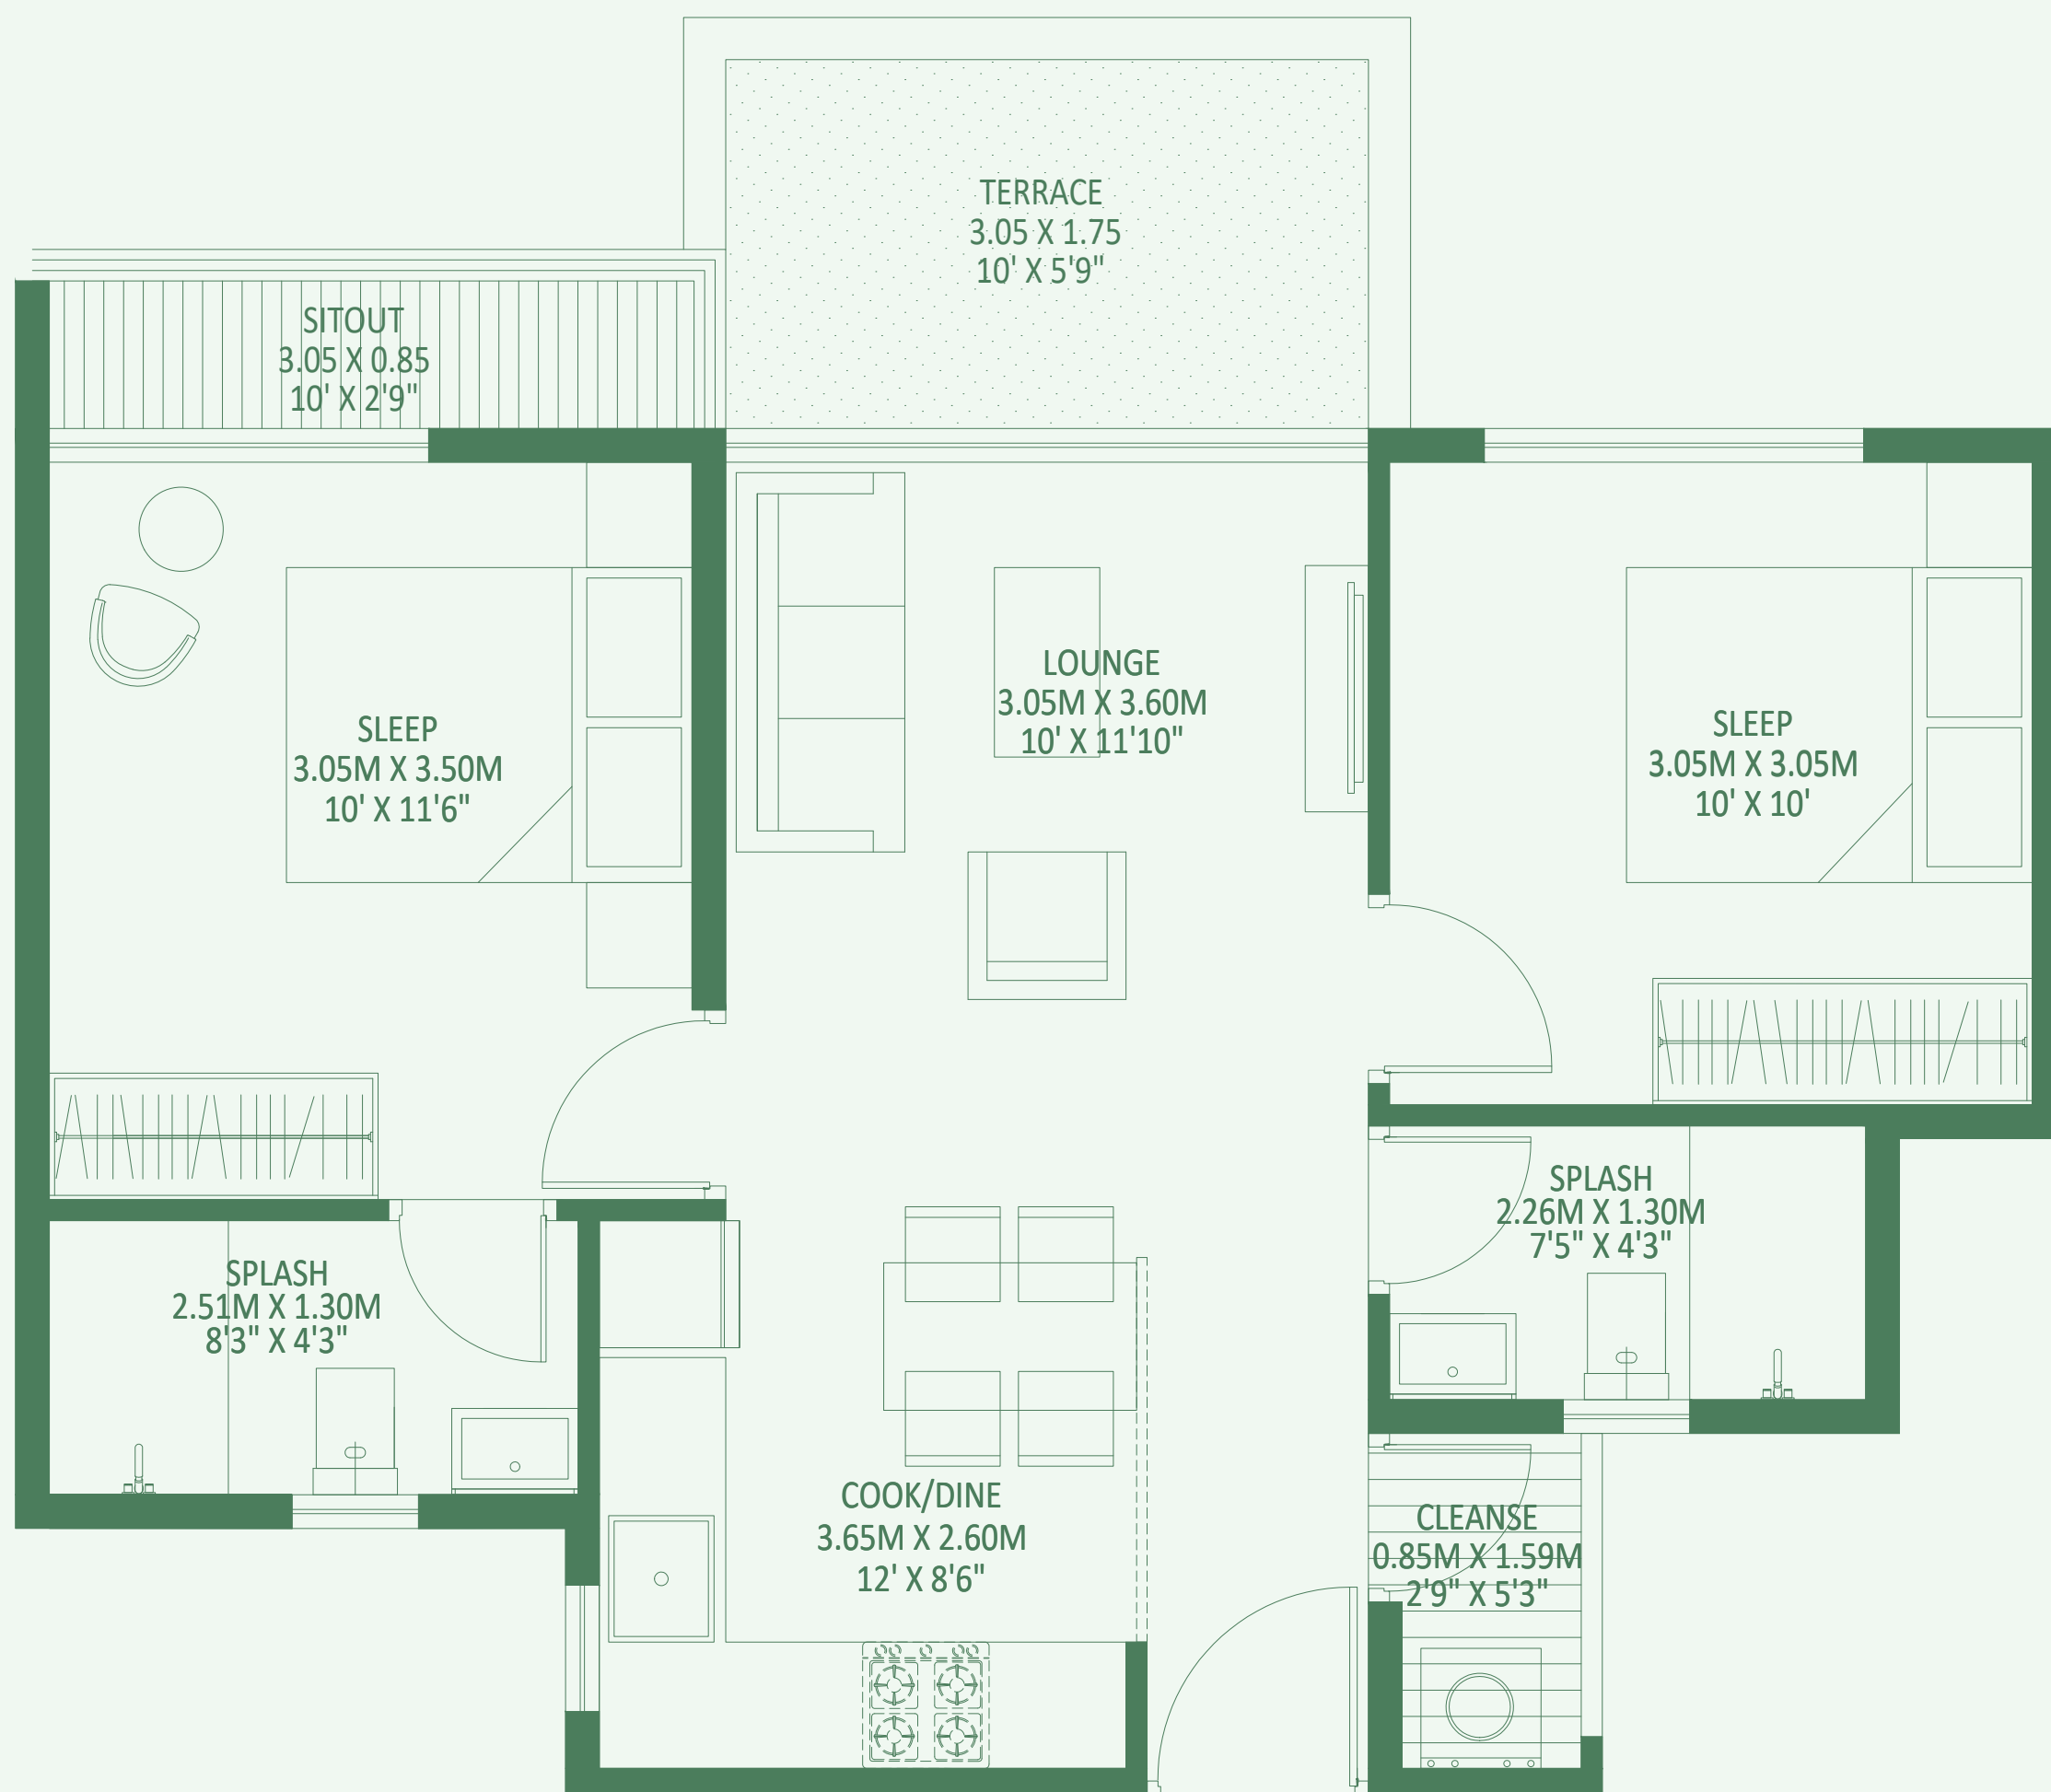 TERRACE
3.05 X 1.75
10' X 5'9"
SITOUT
3.05 X 0.85
10' X 2'9"
LOUNGE
3.05M X 3.60M
10' X 11'10"
SLEEP
3.05M X 3.50M
10' X 11'6"
SLEEP
3.05M X 3.05M
10' X 10'
SPLASH
2.26M X 1.30M
7'5" X 4'3"
SPLASH
2.51M X 1.30M
8'3" X 4'3"
COOK/DINE
3.65M X 2.60M
12' X 8'6"
CLEANSE
0.85M X 1.59M
2'9" X 5'3"